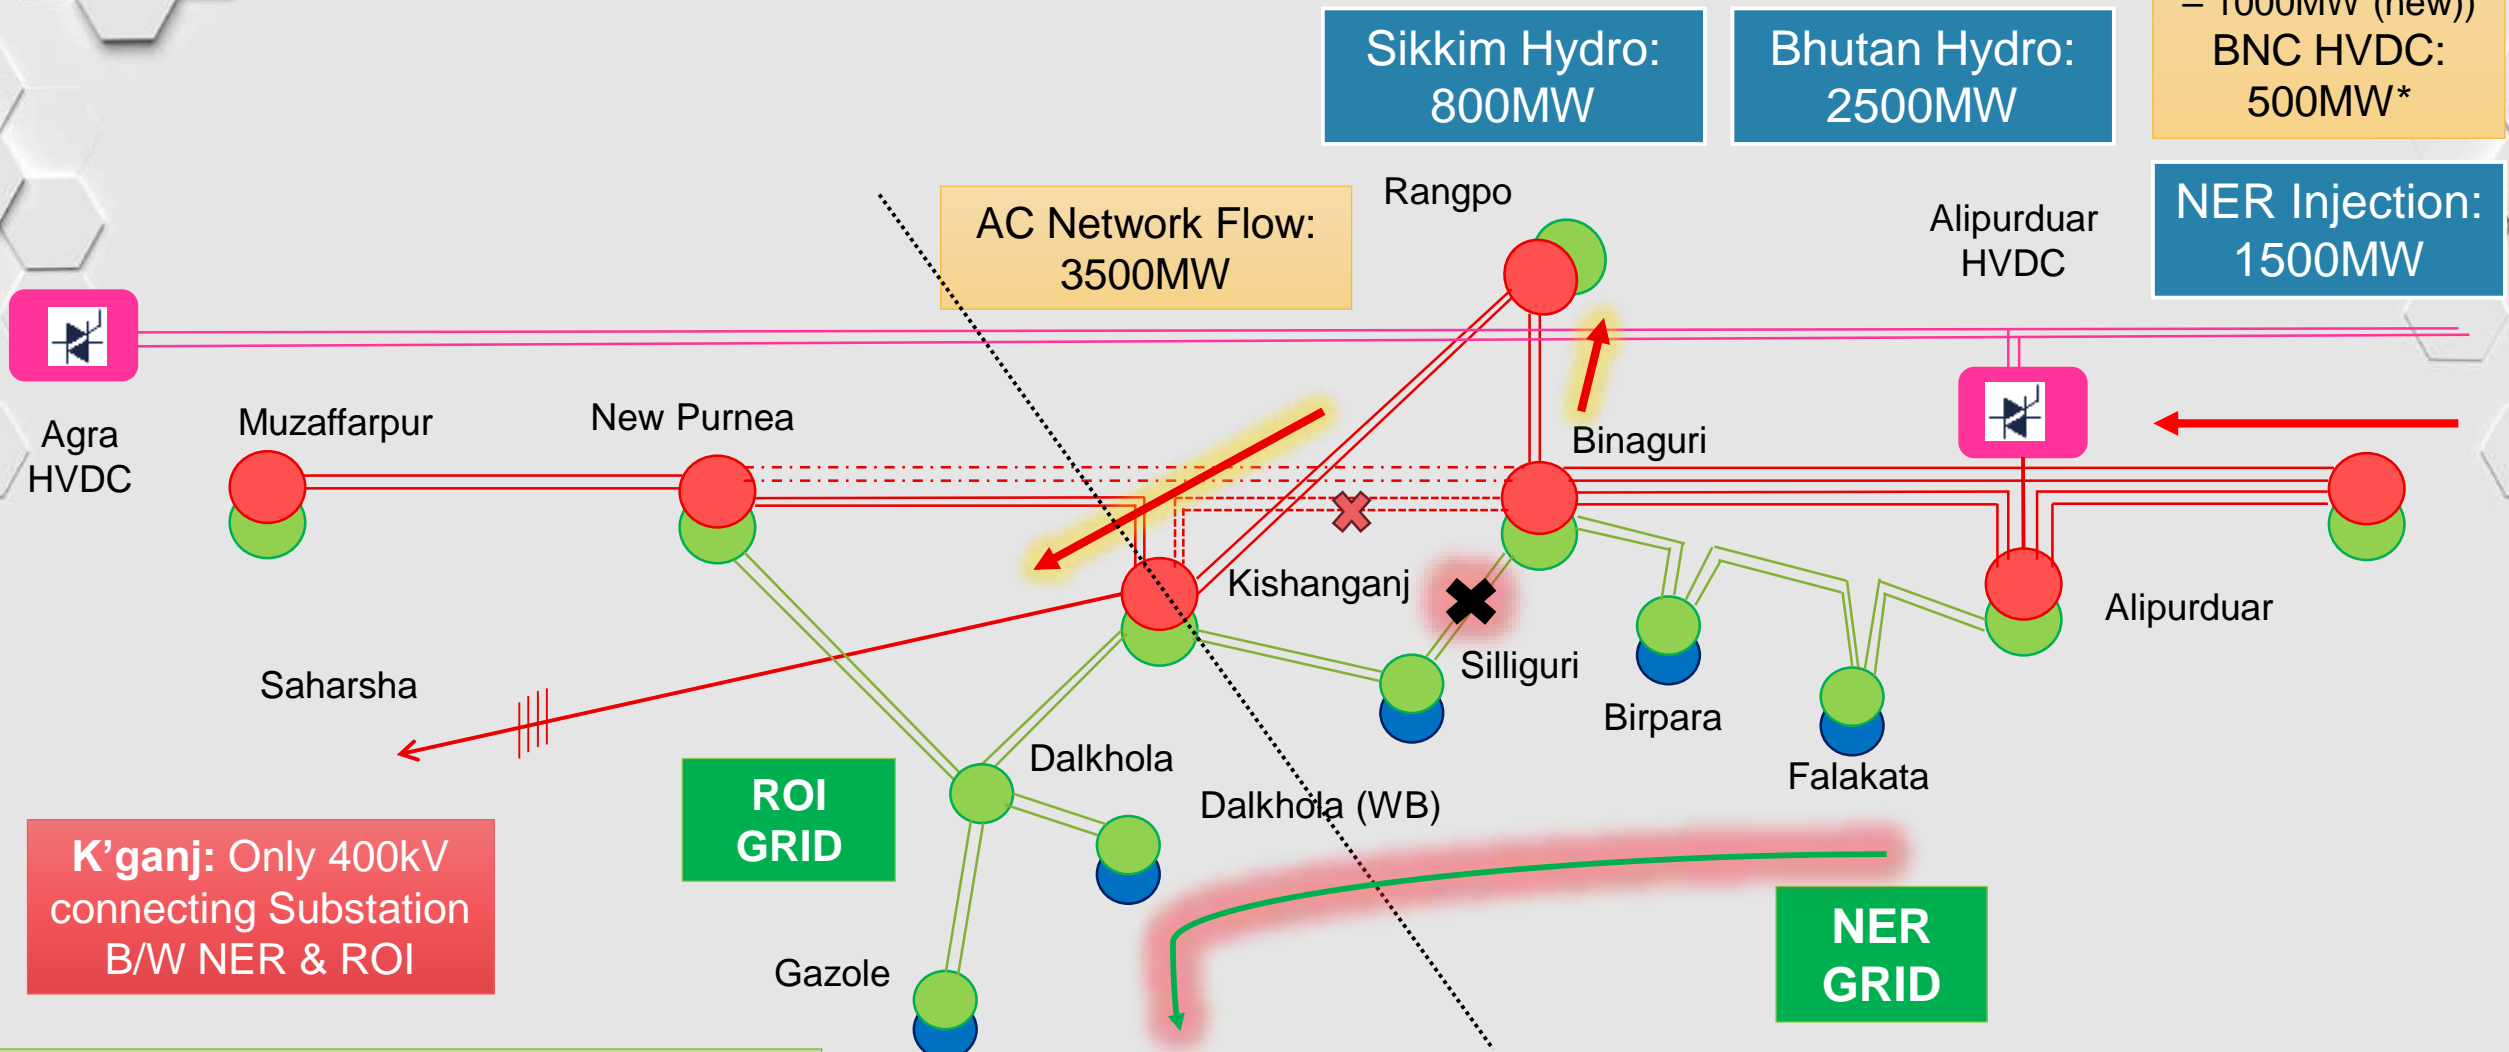 – 1000MW (new))
BNC HVDC:
500MW*
Sikkim Hydro:
800MW
Bhutan Hydro:
2500MW
NER Injection:
1500MW
AC Network Flow:
3500MW
Rangpo
Alipurduar
HVDC
Agra
HVDC
Muzaffarpur
New Purnea
Binaguri
Kishanganj
Silliguri
Alipurduar
Birpara
Falakata
Saharsha
Dalkhola
Dalkhola (WB)
ROI
GRID
K’ganj: Only 400kV
connecting Substation
B/W NER & ROI
NER
GRID
Gazole